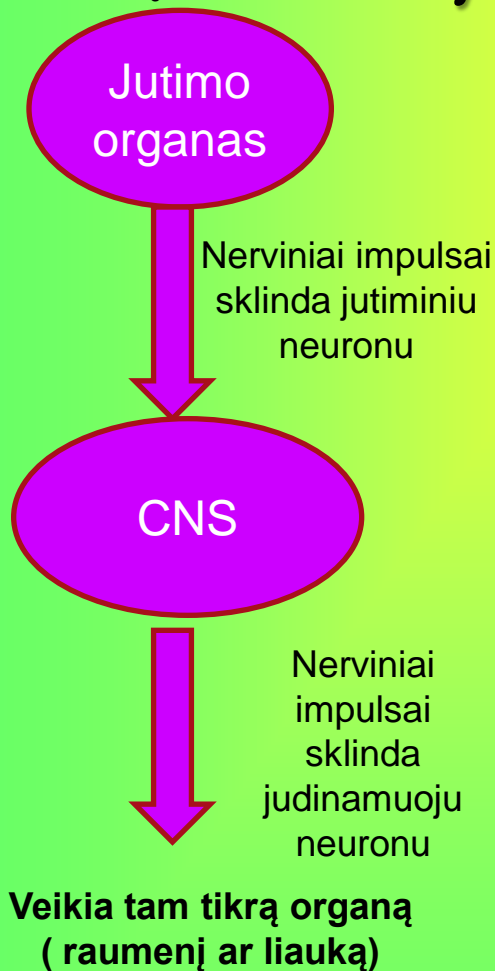 Jutimo
organas
Nerviniai impulsai
sklinda jutiminiu
neuronu
CNS
Nerviniai
impulsai
sklinda
judinamuoju
neuronu
Veikia tam tikrą organą
( raumenį ar liauką)